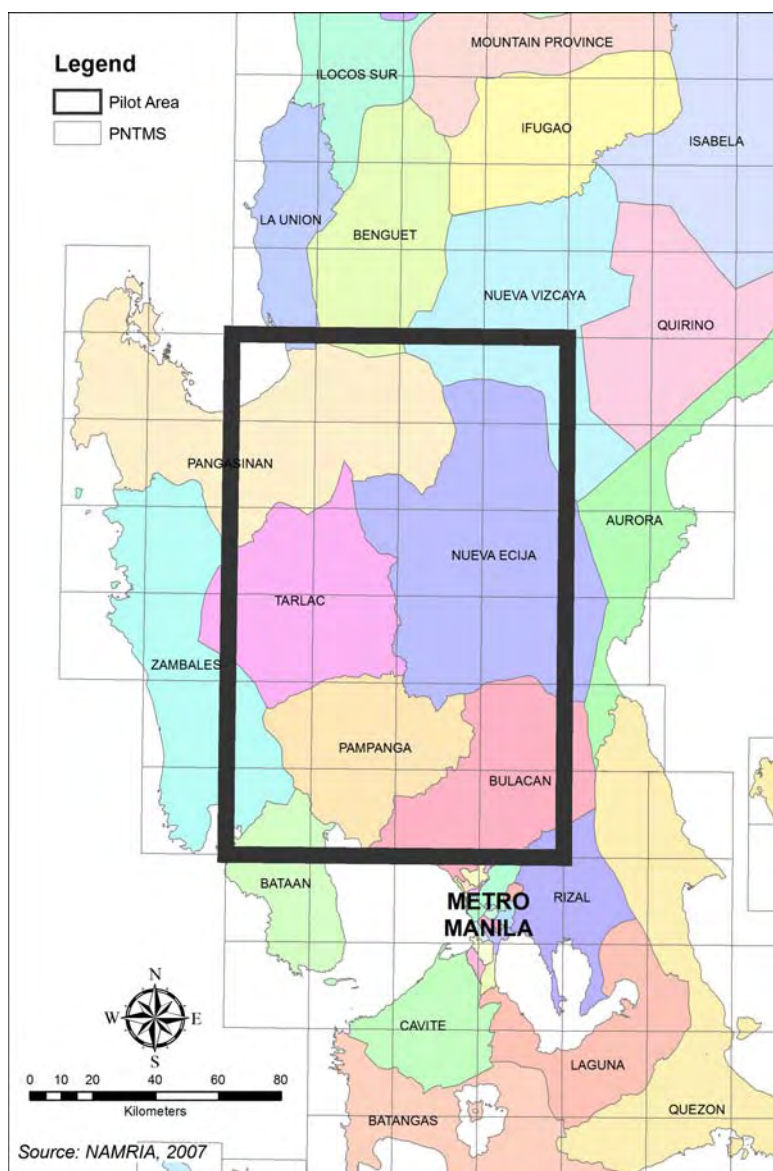 Legend
Pilot Area
PNTMS
MOUNTAIN PROVINCE
ILOCOS SUR
IFUGAO
ISABELA
LA UNION
BENGUET
NUEVA VIZCAYA
QUIRINO
PANGASINAN
AURORA
NUEVA ECIJA
TARLAC
ZAMBALES
PAMPANGA
BULACAN
BATAAN
METRO
MANILA
RIZAL
N
W E
S
CAVITE
LAGUNA
0 10 20 40 60 80
Kilometers
QUEZON
BATANGAS
Source: NAMRIA, 2007